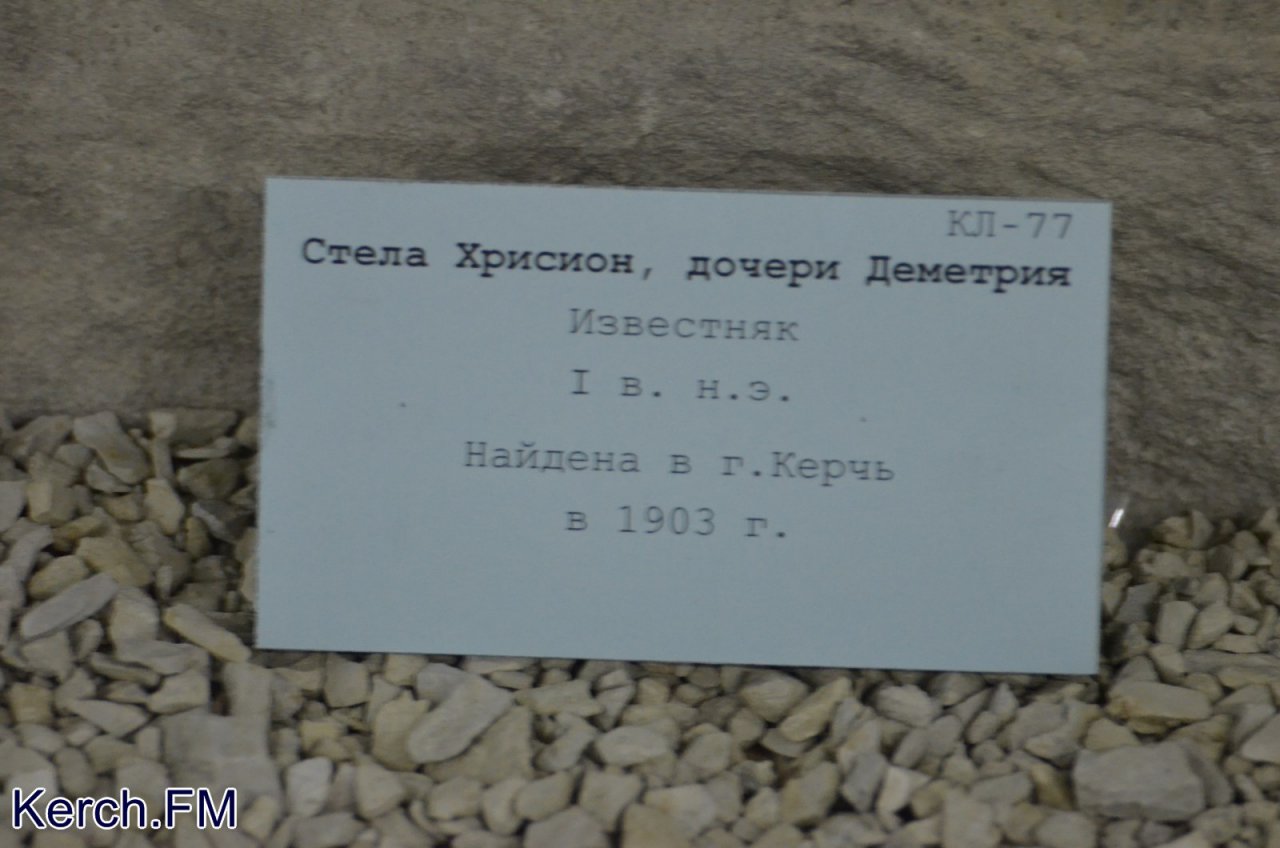 КЛ-77
Стела Хрисион, дочери Деметрия
Известняк
I в. н.э.
Найдена в г.Керчь
в 1903 г.
Kerch.FM